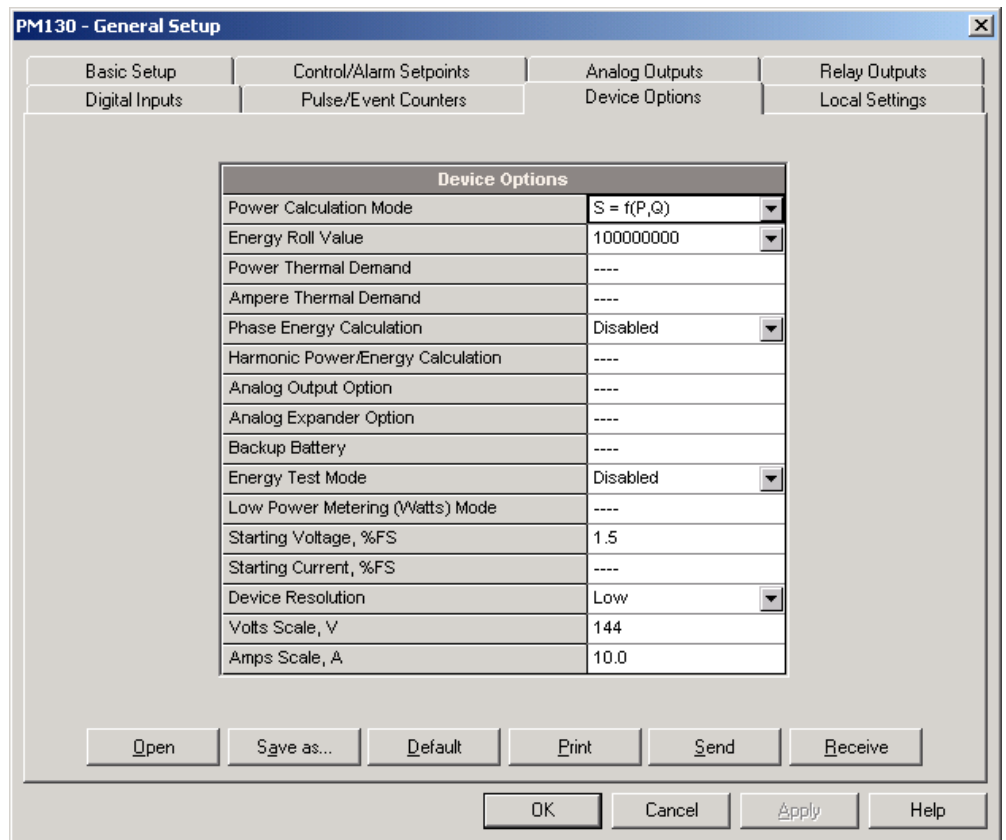 PM130 - General Setup
Basic Setup Control/Alarm Setpoints Analog Outputs Relay Outputs
Digital Inputs Pulse/Event Counters Device Options Local Settings
Device Options
Power Calculation Mode S = f(P,Q)
Energy Roll Value 100000000
Power Thermal Demand ----
Ampere Thermal Demand ----
Phase Energy Calculation Disabled
Harmonic Power/Energy Calculation ----
Analog Output Option ----
Analog Expander Option ----
Backup Battery ----
Energy Test Mode Disabled
Low Power Metering (Watts) Mode ----
Starting Voltage, %FS 1.5
Starting Current, %FS ----
Device Resolution Low
Volts Scale, V 144
Amps Scale, A 10.0
Open Save as... Default Print Send Receive
OK Cancel Apply Help